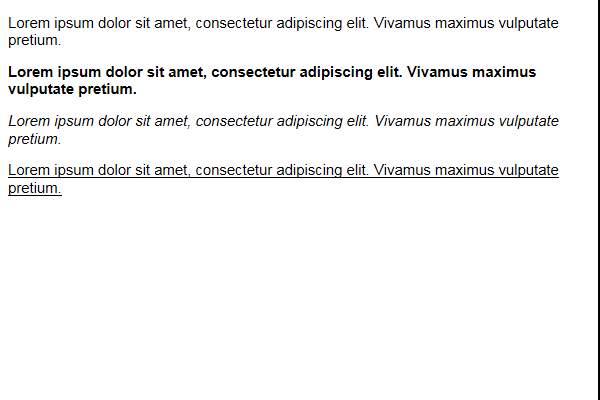 Lorem ipsum dolor sit amet, consectetur adipiscing elit. Vivamus maximus vulputate
pretium.
Lorem ipsum dolor sit amet, consectetur adipiscing elit. Vivamus maximus
vulputate pretium.
Lorem ipsum dolor sit amet, consectetur adipiscing elit. Vivamus maximus vulputate
pretium.
Lorem ipsum dolor sit amet, consectetur adipiscing elit. Vivamus maximus vulputate
pretium.